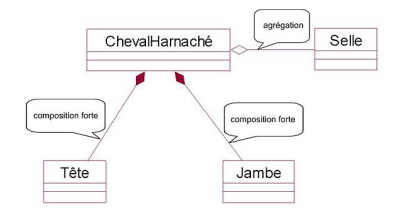 agrégation
ChevalHarnaché
Selle
composition forte
composition forte
Tête
Jambe